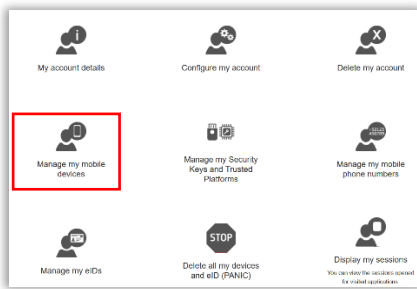 My account details
Configure my account
Delete my account
Manage my mobile
devices
Manage my Security
Keys and Trusted
Platforms
Manage my mobile
phone numbers
Manage my eIDs
STOP
Delete all my devices
and eID (PANIC)
Display my sessions
You can view the sessions opened
for visited applications